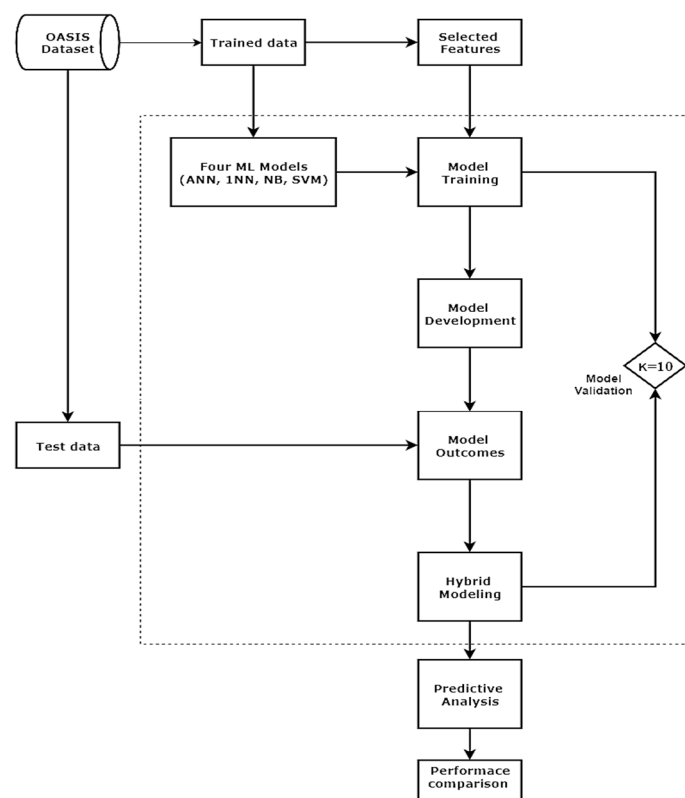 OASIS
Dataset
Trained data
Selected
Features
Four ML Models
(ANN, 1NN, NB, SVM)
Model
Training
Model
Development
K=10
Model
Validation
Test data
Model
Outcomes
Hybrid
Modeling
Predictive
Analysis
Performace
comparison